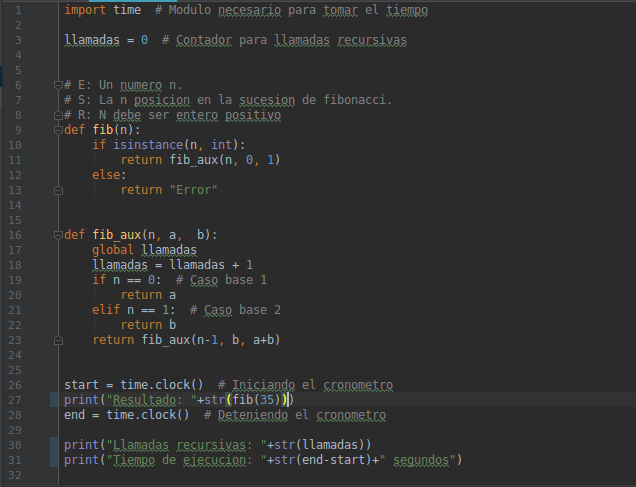 1 import time  # Modulo necesario para tomar el tiempo
2
3 llamadas = 0  # Contador para llamadas recursivas
4
5
6 # E: Un numero n.
7 # S: La n posicion en la sucesion de fibonacci.
8 # R: N debe ser entero positivo
9 def fib(n):
10     if isinstance(n, int):
11         return fib_aux(n, 0, 1)
12     else:
13         return "Error"
14
15
16 def fib_aux(n, a,  b):
17     global llamadas
18     llamadas = llamadas + 1
19     if n == 0:  # Caso base 1
20         return a
21     elif n == 1:  # Caso base 2
22         return b
23     return fib_aux(n-1, b, a+b)
24
25
26 start = time.clock()  # Iniciando el cronometro
27 print("Resultado: "+str(fib(35)))
28 end = time.clock()  # Deteniendo el cronometro
29
30 print("Llamadas recursivas: "+str(llamadas))
31 print("Tiempo de ejecucion: "+str(end-start)+" segundos")
32